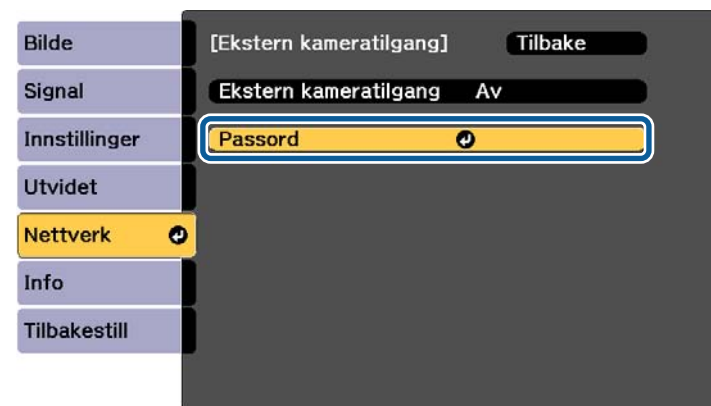 Bilde
Signal
Innstillinger
Utvidet
Nettverk
Info
Tilbakestill
[Ekstern kameratilgang] Tilbake
Ekstern kameratilgang Av
Passord